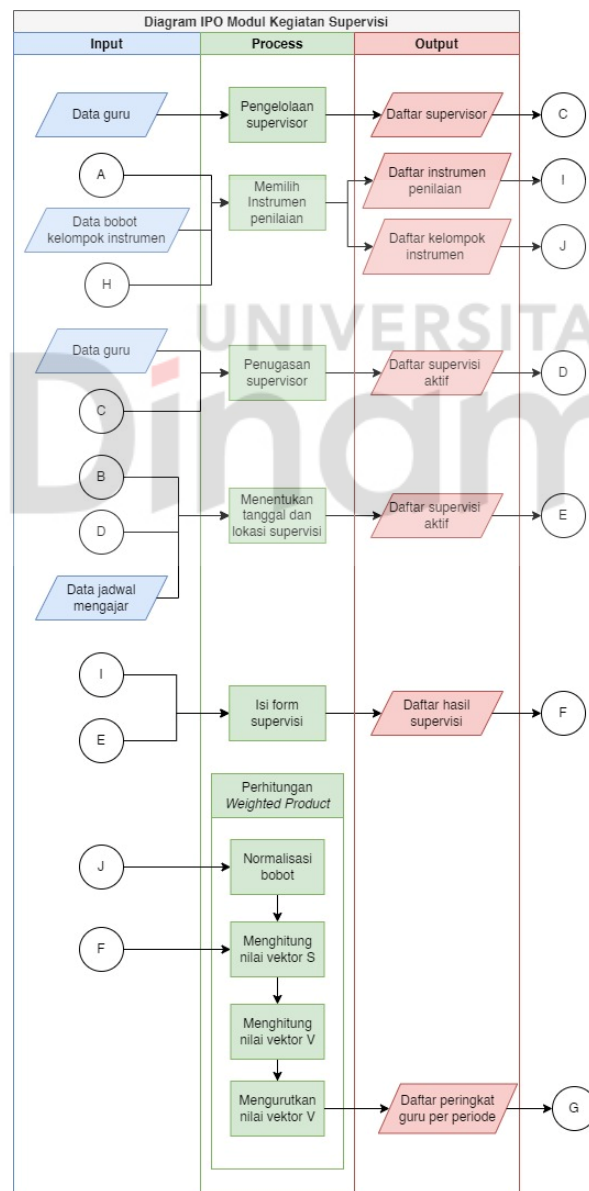 Diagram IPO Modul Kegiatan Supervisi
Input
Process
Output
Data guru
Pengelolaan
supervisor
Daftar supervisor
C
A
Data bobot
kelompok instrumen
H
Memilih
Instrumen
penilaian
Daftar instrumen
penilaian
I
Daftar kelompok
instrumen
J
UNIVERSITA
Dinam
Data guru
C
Penugasan
supervisor
Daftar supervisi
aktif
D
B
D
Data jadwal
mengajar
Menentukan
tanggal dan
lokasi supervisi
Daftar supervisi
aktif
E
I
E
Isi form
supervisi
Daftar hasil
supervisi
F
Perhitungan
Weighted Product
J
Normalisasi
bobot
F
Menghitung
nilai vektor S
Menghitung
nilai vektor V
Mengurutkan
nilai vektor V
Daftar peringkat
guru per periode
G